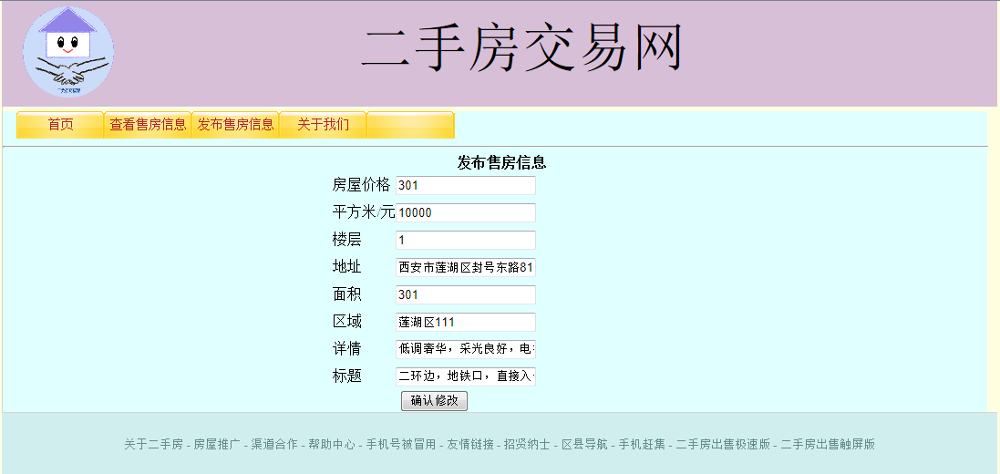 二手房交易网
首页 查看售房信息 发布售房信息 关于我们
发布售房信息
房屋价格 301
平方米/元 10000
楼层 1
地址 西安市莲湖区封号东路81
面积 301
区域 莲湖区111
详情 低调奢华，采光良好，电
标题 二环边，地铁口，直接入
确认修改
关于二手房 - 房屋推广 - 渠道合作 - 帮助中心 - 手机号被冒用 - 友情链接 - 招贤纳士 - 区县导航 - 手机赶集 - 二手房出售极速版 - 二手房出售触屏版